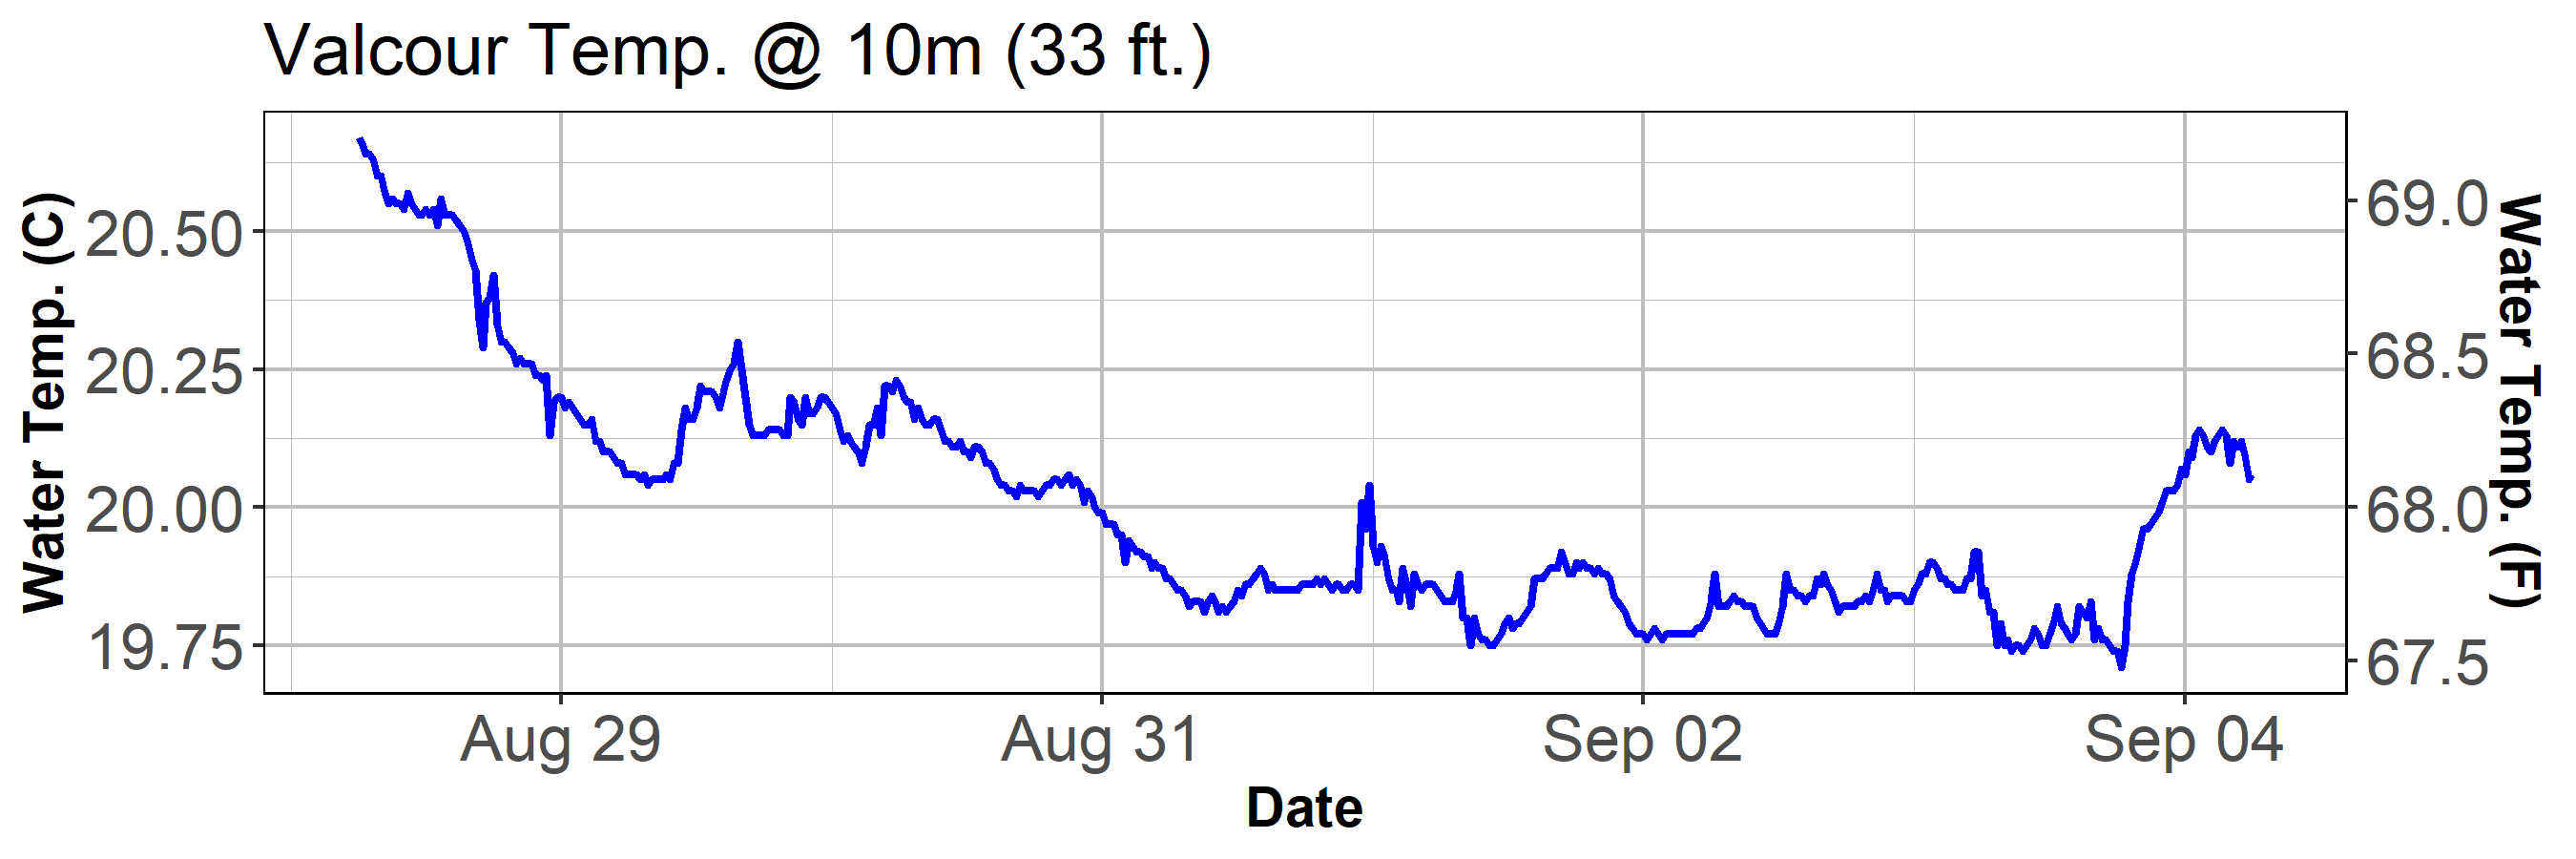 Valcour Temp. @ 10m (33 ft.)
Water Temp. (C)
20.50
20.25
20.00
19.75
69.0
68.5
68.0
67.5
Water Temp. (F)
Aug 29
Aug 31
Sep 02
Sep 04
Date